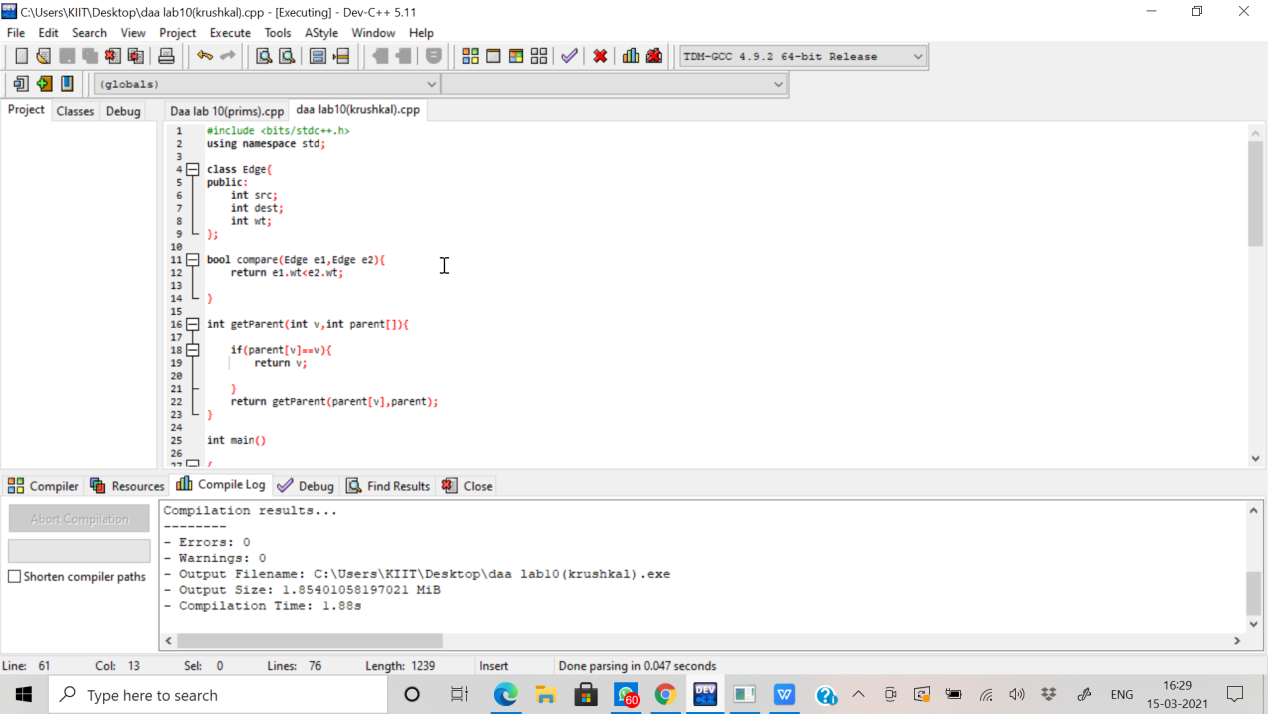 C:\Users\KIIT\Desktop\daa lab10(krushkal).cpp - [Executing] - Dev-C++ 5.11
File Edit Search View Project Execute Tools AStyle Window Help
TDM-GCC 4.9.2 64-bit Release
(globals)
Project Classes Debug
Daa lab 10(prims).cpp daa lab10(krushkal).cpp
1 #include <bits/stdc++.h>
2 using namespace std;
3
4 class Edge{
5 public:
6 int src;
7 int dest;
8 int wt;
9 };
10
11 bool compare(Edge e1,Edge e2){
12 return e1.wt<e2.wt;
13
14 }
15
16 int getParent(int v,int parent[]){
17
18 if(parent[v]==v){
19 return v;
20
21 }
22 return getParent(parent[v],parent);
23 }
24
25 int main()
26
27 {
Compiler Resources Compile Log Debug Find Results Close
Abort Compilation
Shorten compiler paths
Compilation results...
--------
- Errors: 0
- Warnings: 0
- Output Filename: C:\Users\KIIT\Desktop\daa lab10(krushkal).exe
- Output Size: 1.85401058197021 MiB
- Compilation Time: 1.88s
Line: 61 Col: 13 Sel: 0 Lines: 76 Length: 1239 Insert Done parsing in 0.047 seconds
Type here to search
60
DEV
W
ENG
16:29
15-03-2021